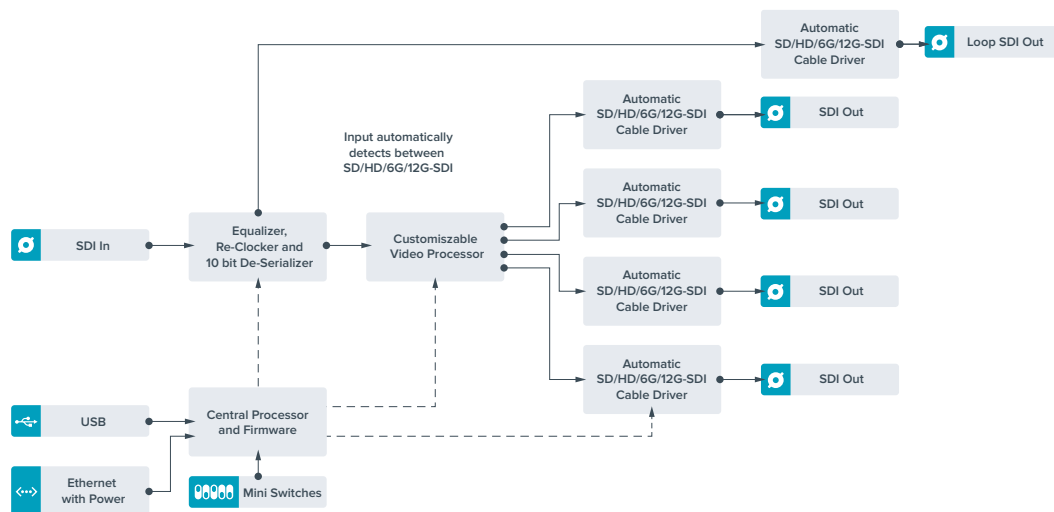 Automatic
SD/HD/6G/12G-SDI
Cable Driver
Loop SDI Out
Automatic
SD/HD/6G/12G-SDI
Cable Driver
SDI Out
Input automatically
detects between
SD/HD/6G/12G-SDI
Automatic
SD/HD/6G/12G-SDI
Cable Driver
SDI Out
SDI In
Equalizer,
Re-Clocker and
10 bit De-Serializer
Customiszable
Video Processor
Automatic
SD/HD/6G/12G-SDI
Cable Driver
SDI Out
Automatic
SD/HD/6G/12G-SDI
Cable Driver
SDI Out
USB
Central Processor
and Firmware
Ethernet
with Power
Mini Switches